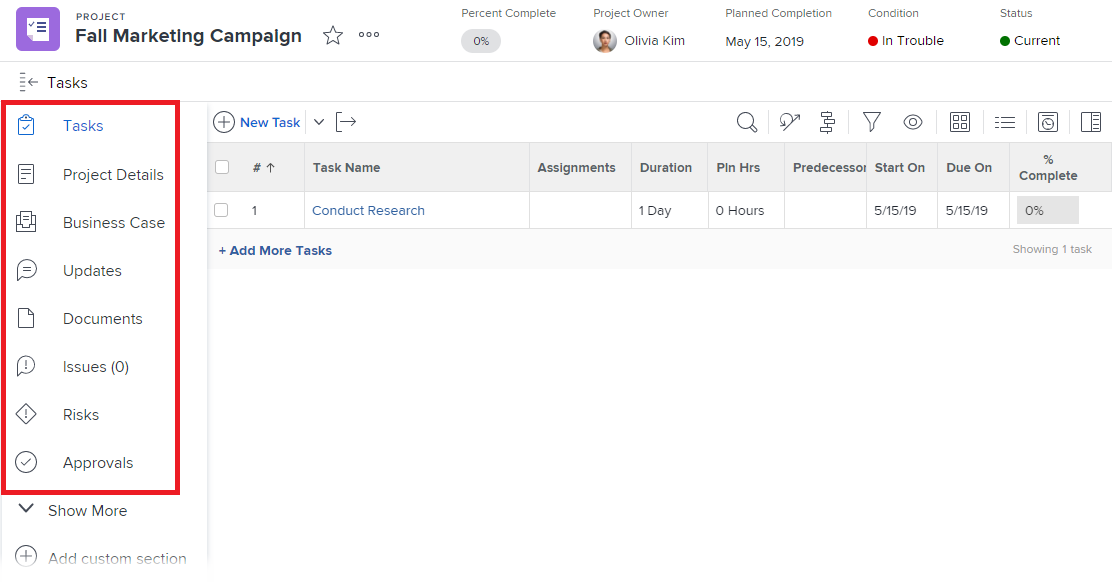 PROJECT
Fall Marketing Campaign
Percent Complete
0%
Project Owner
Olivia Kim
Planned Completion
May 15, 2019
Condition
In Trouble
Status
Current
Tasks
Tasks
Project Details
Business Case
Updates
Documents
Issues (0)
Risks
Approvals
Show More
Add custom section
New Task
# Task Name Assignments Duration Pln Hrs Predecessor Start On Due On % Complete
1 Conduct Research 1 Day 0 Hours 5/15/19 5/15/19 0%
+ Add More Tasks
Showing 1 task